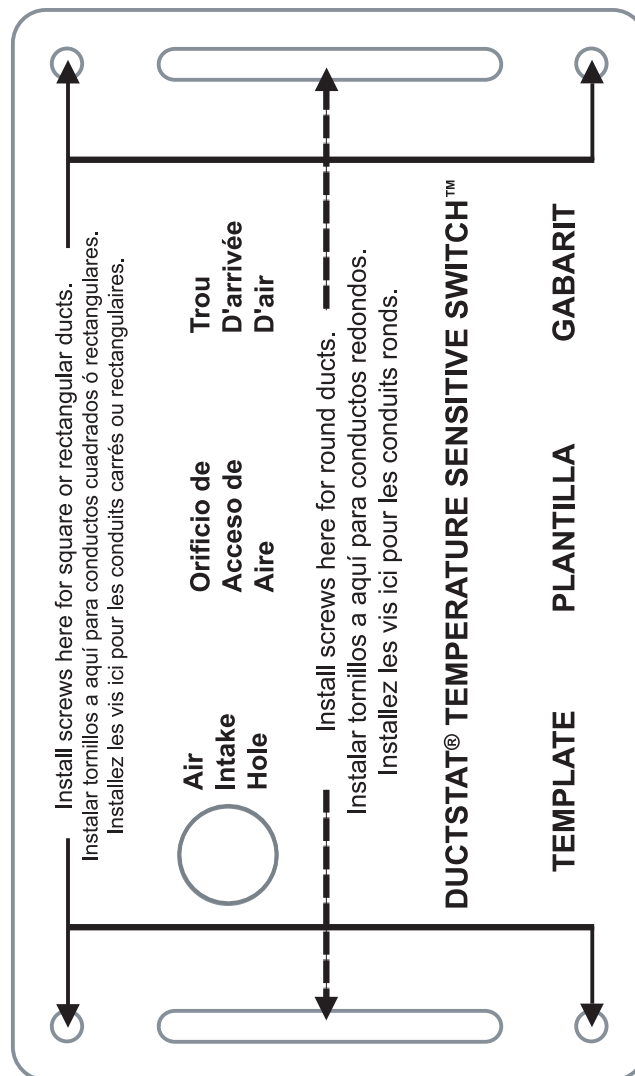 Install screws here for square or rectangular ducts.
Instalar tornillos a aquí para conductos cuadrados ó rectangulares.
Installez les vis ici pour les conduits carrés ou rectangulaires.
Air
Intake
Hole
Orificio de
Acceso de
Aire
Trou
D'arrivée
D'air
Install screws here for round ducts.
Instalar tornillos a aquí para conductos redondos.
Installez les vis ici pour les conduits ronds.
DUCTSTAT® TEMPERATURE SENSITIVE SWITCH™
TEMPLATE PLANTILLA GABARIT